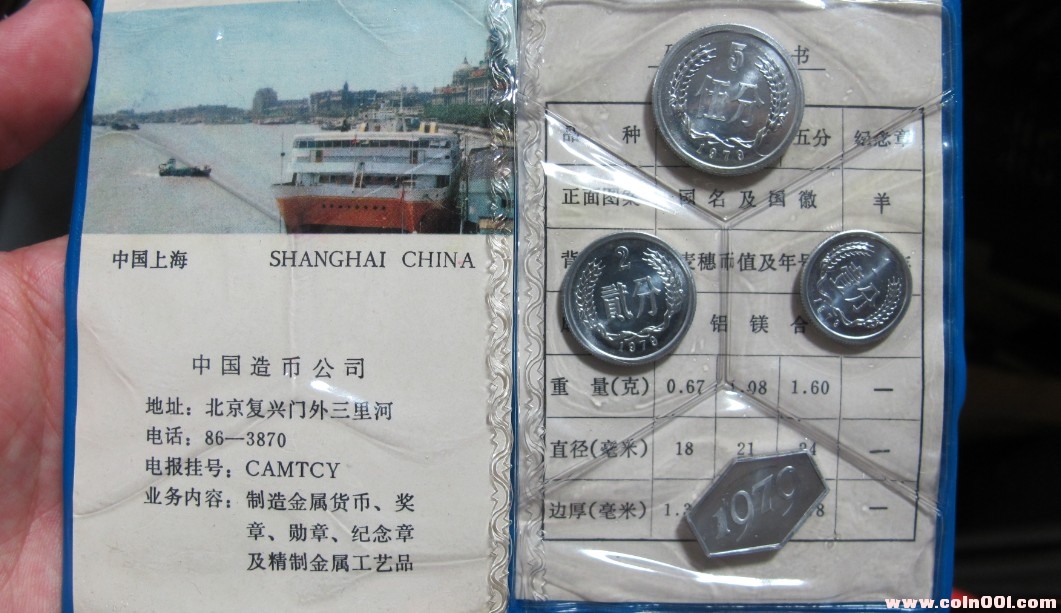 中国上海 SHANGHAI CHINA
中国造币公司
地址：北京复兴门外三里河
电话：86—3870
电报挂号：CAMTCY
业务内容：制造金属货币、奖
章、勋章、纪念章
及精制金属工艺品
书
品 种 五分 纪念章
正面图案 国名及国徽 羊
麦穗币值及年号
铝 镁 合
重 量(克) 0.67 1.08 1.60 —
直径(毫米) 18 21 24 —
边厚(毫米) —
5
伍分
1979
2
贰分
1979
壹分
1979
1979
www.coin001.com